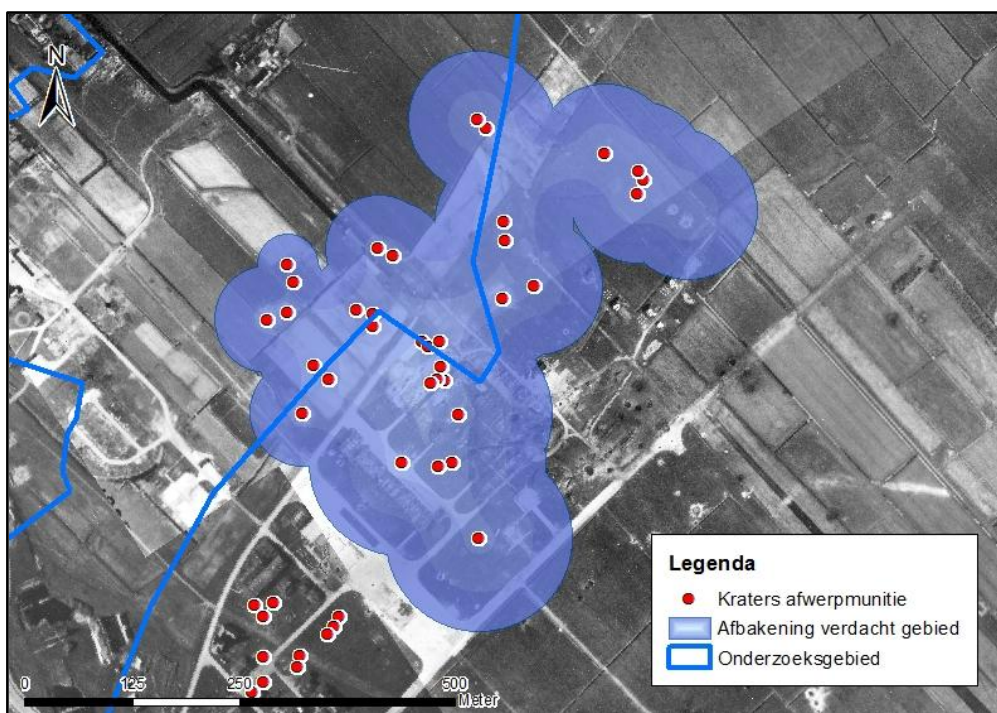 N
Legenda
Kraters afwerpmunitie
Afbakening verdacht gebied
Onderzoeksgebied
0 125 250 500
Meter